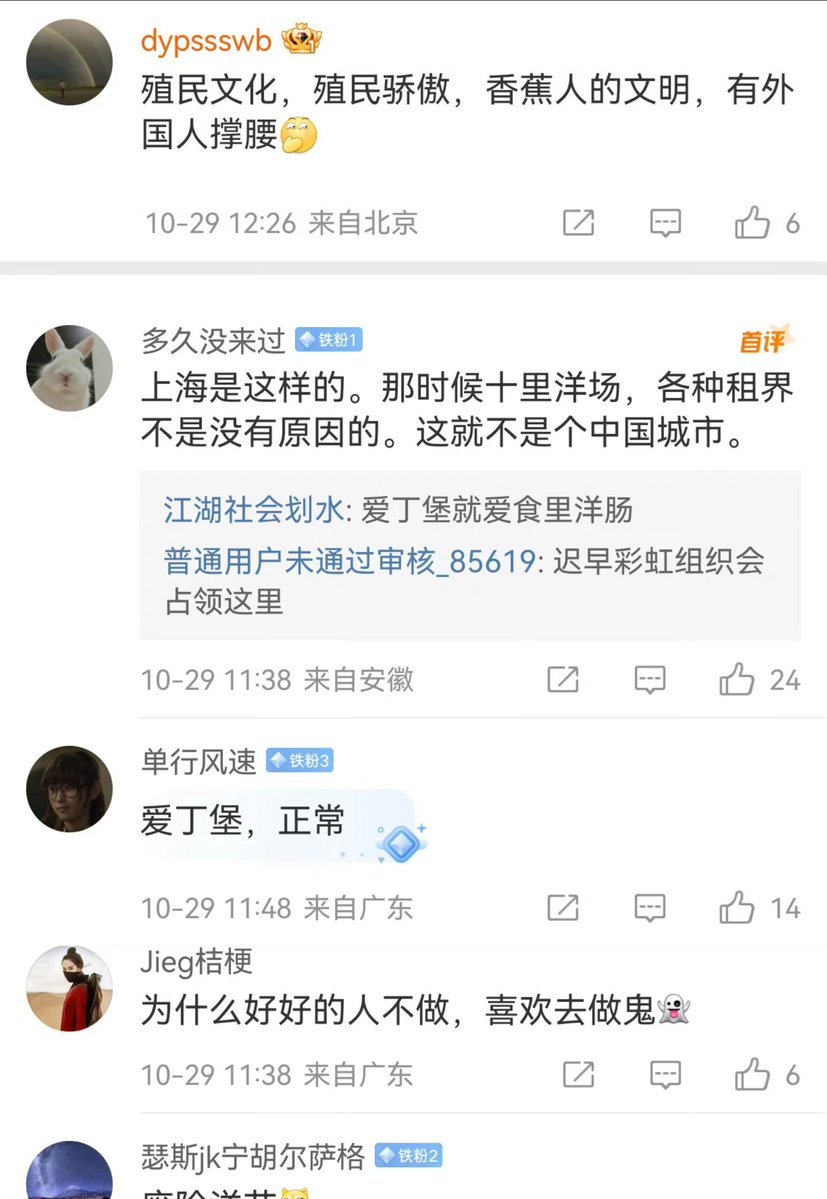 dypssswb
殖民文化，殖民骄傲，香蕉人的文明，有外
国人撑腰🤔
10-29 12:26 来自北京
6
多久没来过 铁粉1
首评
上海是这样的。那时候十里洋场，各种租界
不是没有原因的。这就不是个中国城市。
江湖社会划水: 爱丁堡就爱食里洋肠
普通用户未通过审核_85619: 迟早彩虹组织会
占领这里
10-29 11:38 来自安徽
24
单行风速 铁粉3
爱丁堡，正常
10-29 11:48 来自广东
14
Jieg桔梗
为什么好好的人不做，喜欢去做鬼👻
10-29 11:38 来自广东
6
瑟斯jk宁胡尔萨格 铁粉2